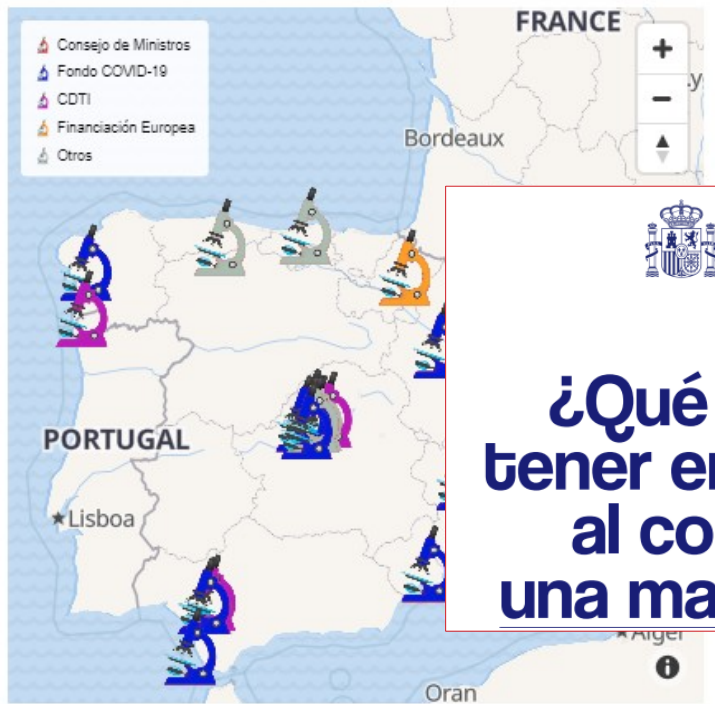 Consejo de Ministros
Fondo COVID-19
CDTI
Financiación Europea
Otros
FRANCE
Bordeaux
PORTUGAL
Lisboa
¿Qué
tener e
al co
una ma
Alger
Oran